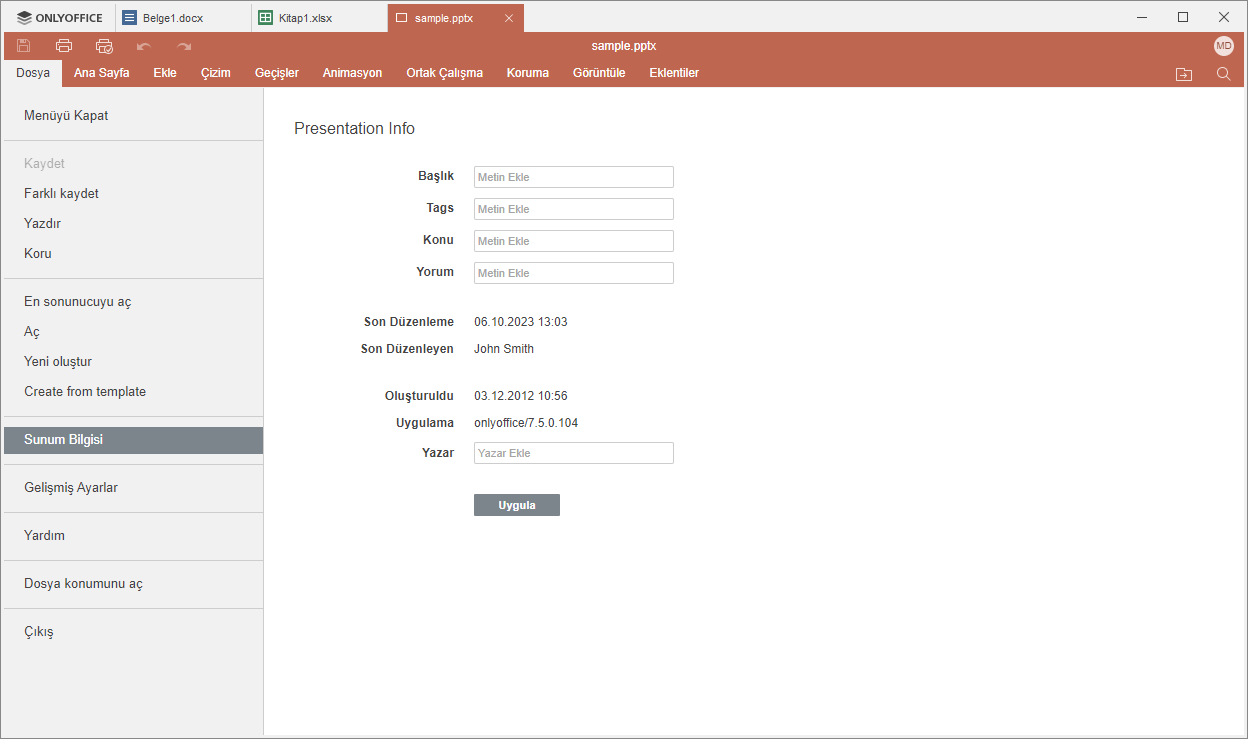 ONLYOFFICE Belge1.docx Kitap1.xlsx sample.pptx
sample.pptx MD
Dosya Ana Sayfa Ekle Çizim Geçişler Animasyon Ortak Çalışma Koruma Görüntüle Eklentiler
Menüyü Kapat
Kaydet
Farklı kaydet
Yazdır
Koru
En sonunucuyu aç
Aç
Yeni oluştur
Create from template
Sunum Bilgisi
Gelişmiş Ayarlar
Yardım
Dosya konumunu aç
Çıkış
Presentation Info
Başlık Metin Ekle
Tags Metin Ekle
Konu Metin Ekle
Yorum Metin Ekle
Son Düzenleme 06.10.2023 13:03
Son Düzenleyen John Smith
Oluşturuldu 03.12.2012 10:56
Uygulama onlyoffice/7.5.0.104
Yazar Yazar Ekle
Uygula